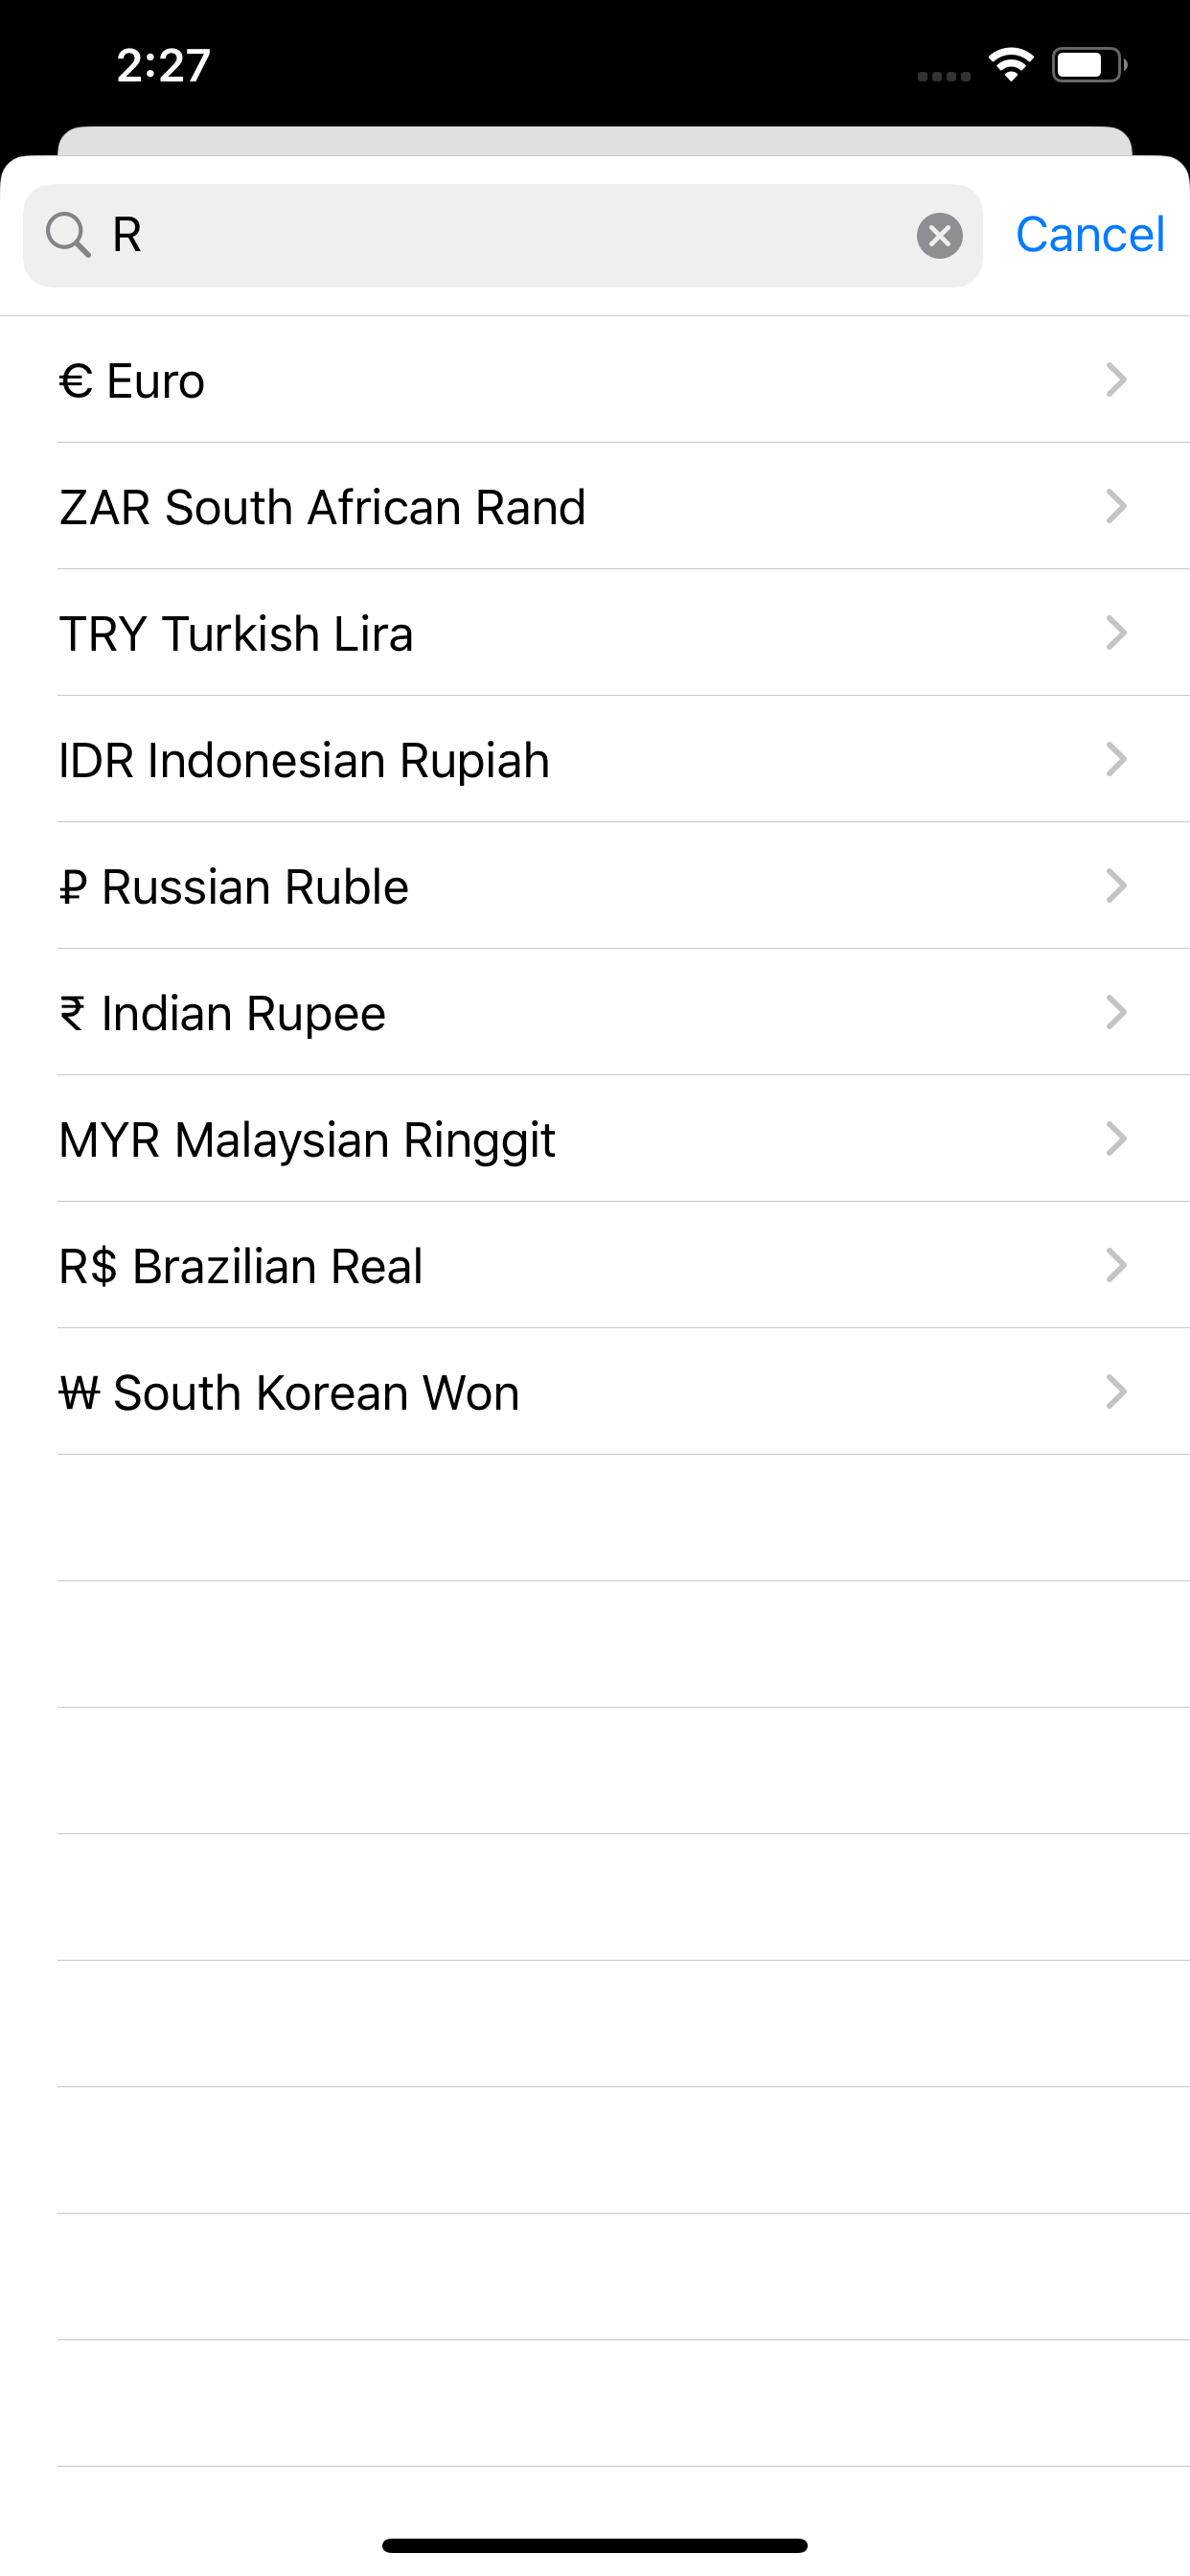 2:27
R
Cancel
€ Euro
ZAR South African Rand
TRY Turkish Lira
IDR Indonesian Rupiah
₽ Russian Ruble
₹ Indian Rupee
MYR Malaysian Ringgit
R$ Brazilian Real
₩ South Korean Won